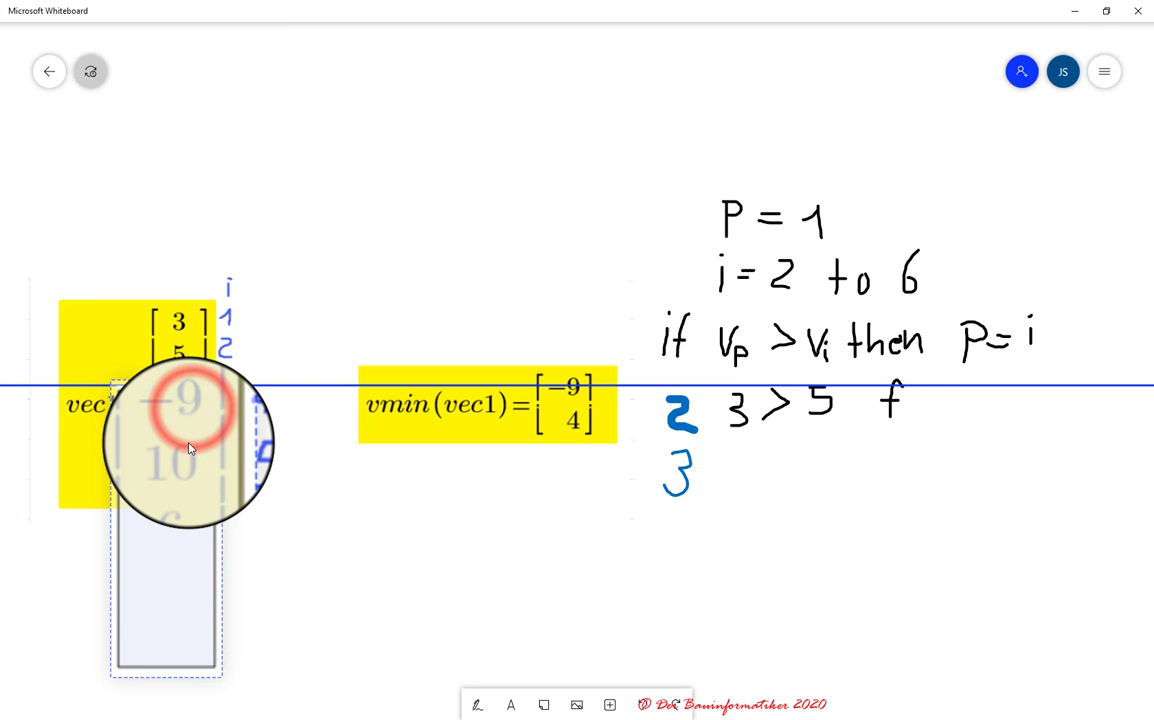 Microsoft Whiteboard
JS
P = 1
i = 2 to 6
if Vp > Vi then P = i
2 3 > 5 f
3
i
3 1
5 2
vec
-9
10
vmin(vec1) = [-9 4]
© Der Bauinformatiker 2020